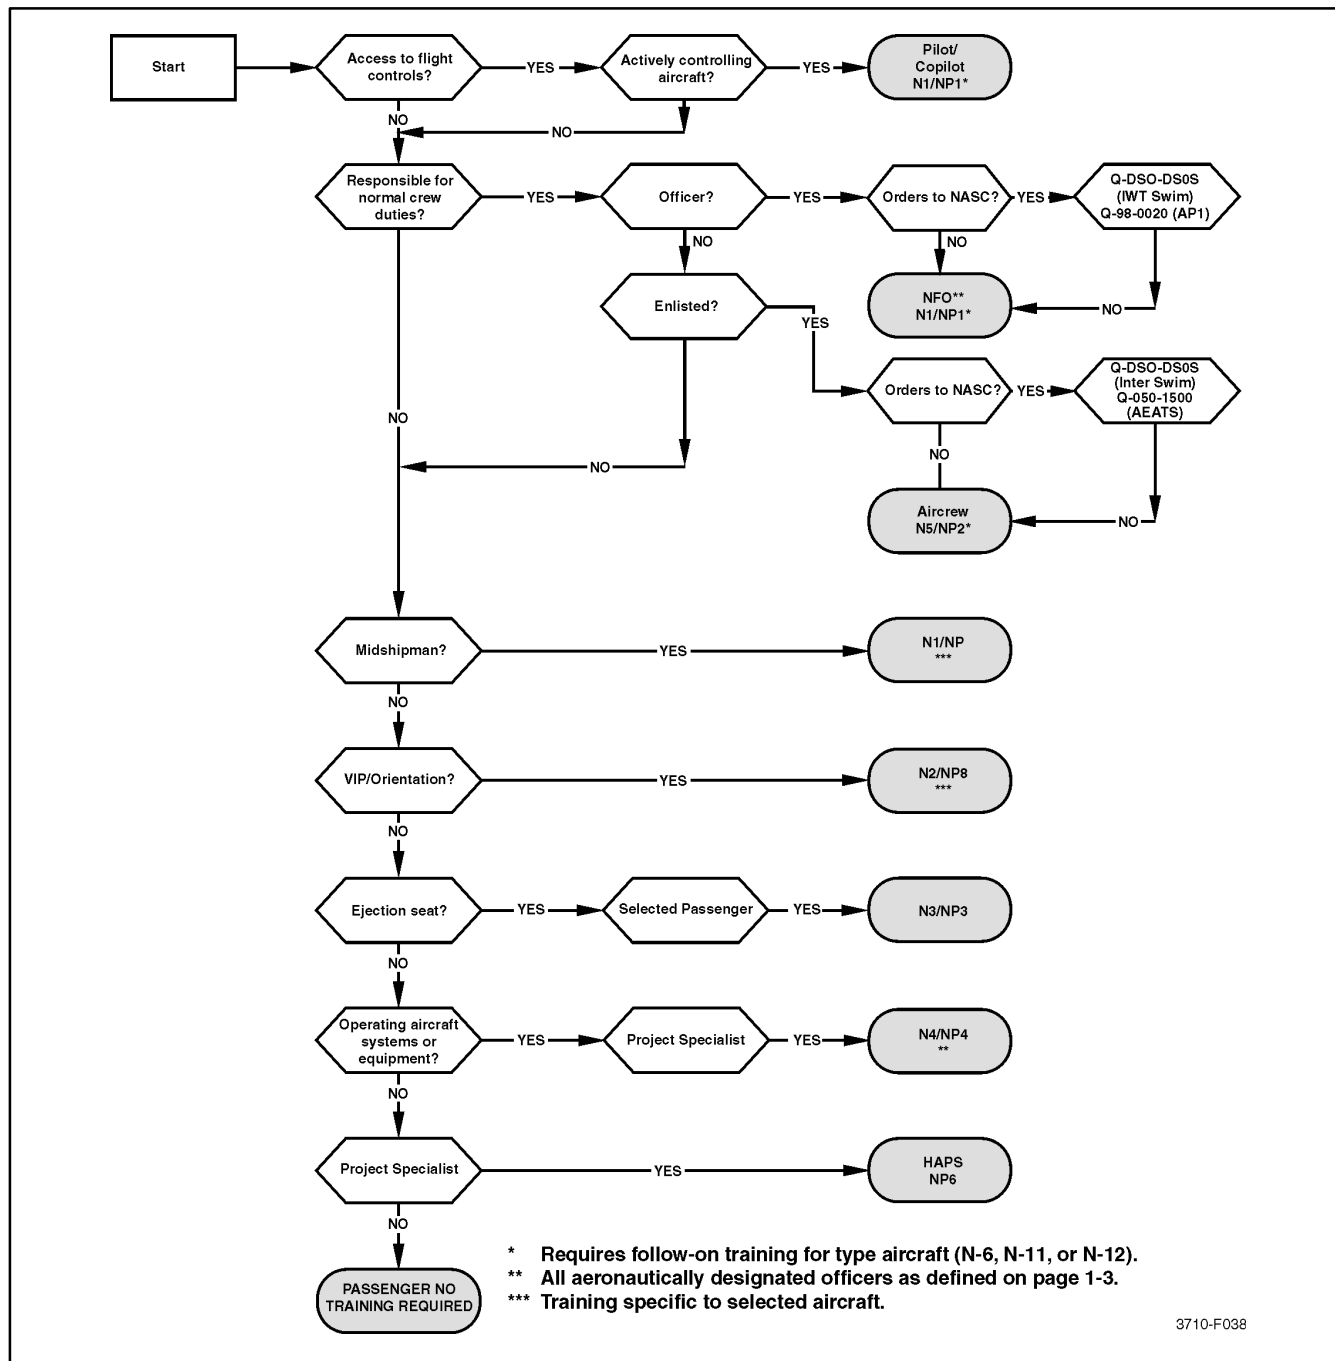 Start
Access to flight
controls?
YES
Actively controlling
aircraft?
YES
Pilot/
Copilot
N1/NP1*
NO
NO
Responsible for
normal crew
duties?
YES
Officer?
YES
Orders to NASC?
YES
Q-DSO-DS0S
(IWT Swim)
Q-98-0020 (AP1)
NO
NO
NFO**
N1/NP1*
NO
Enlisted?
YES
Orders to NASC?
YES
Q-DSO-DS0S
(Inter Swim)
Q-050-1500
(AEATS)
NO
NO
NO
Aircrew
N5/NP2*
NO
Midshipman?
YES
N1/NP
***
NO
VIP/Orientation?
YES
N2/NP8
***
NO
Ejection seat?
YES
Selected Passenger
YES
N3/NP3
NO
Operating aircraft
systems or
equipment?
YES
Project Specialist
YES
N4/NP4
**
NO
Project Specialist
YES
HAPS
NP6
NO
PASSENGER NO
TRAINING REQUIRED
* Requires follow-on training for type aircraft (N-6, N-11, or N-12).
** All aeronautically designated officers as defined on page 1-3.
*** Training specific to selected aircraft.
3710-F038